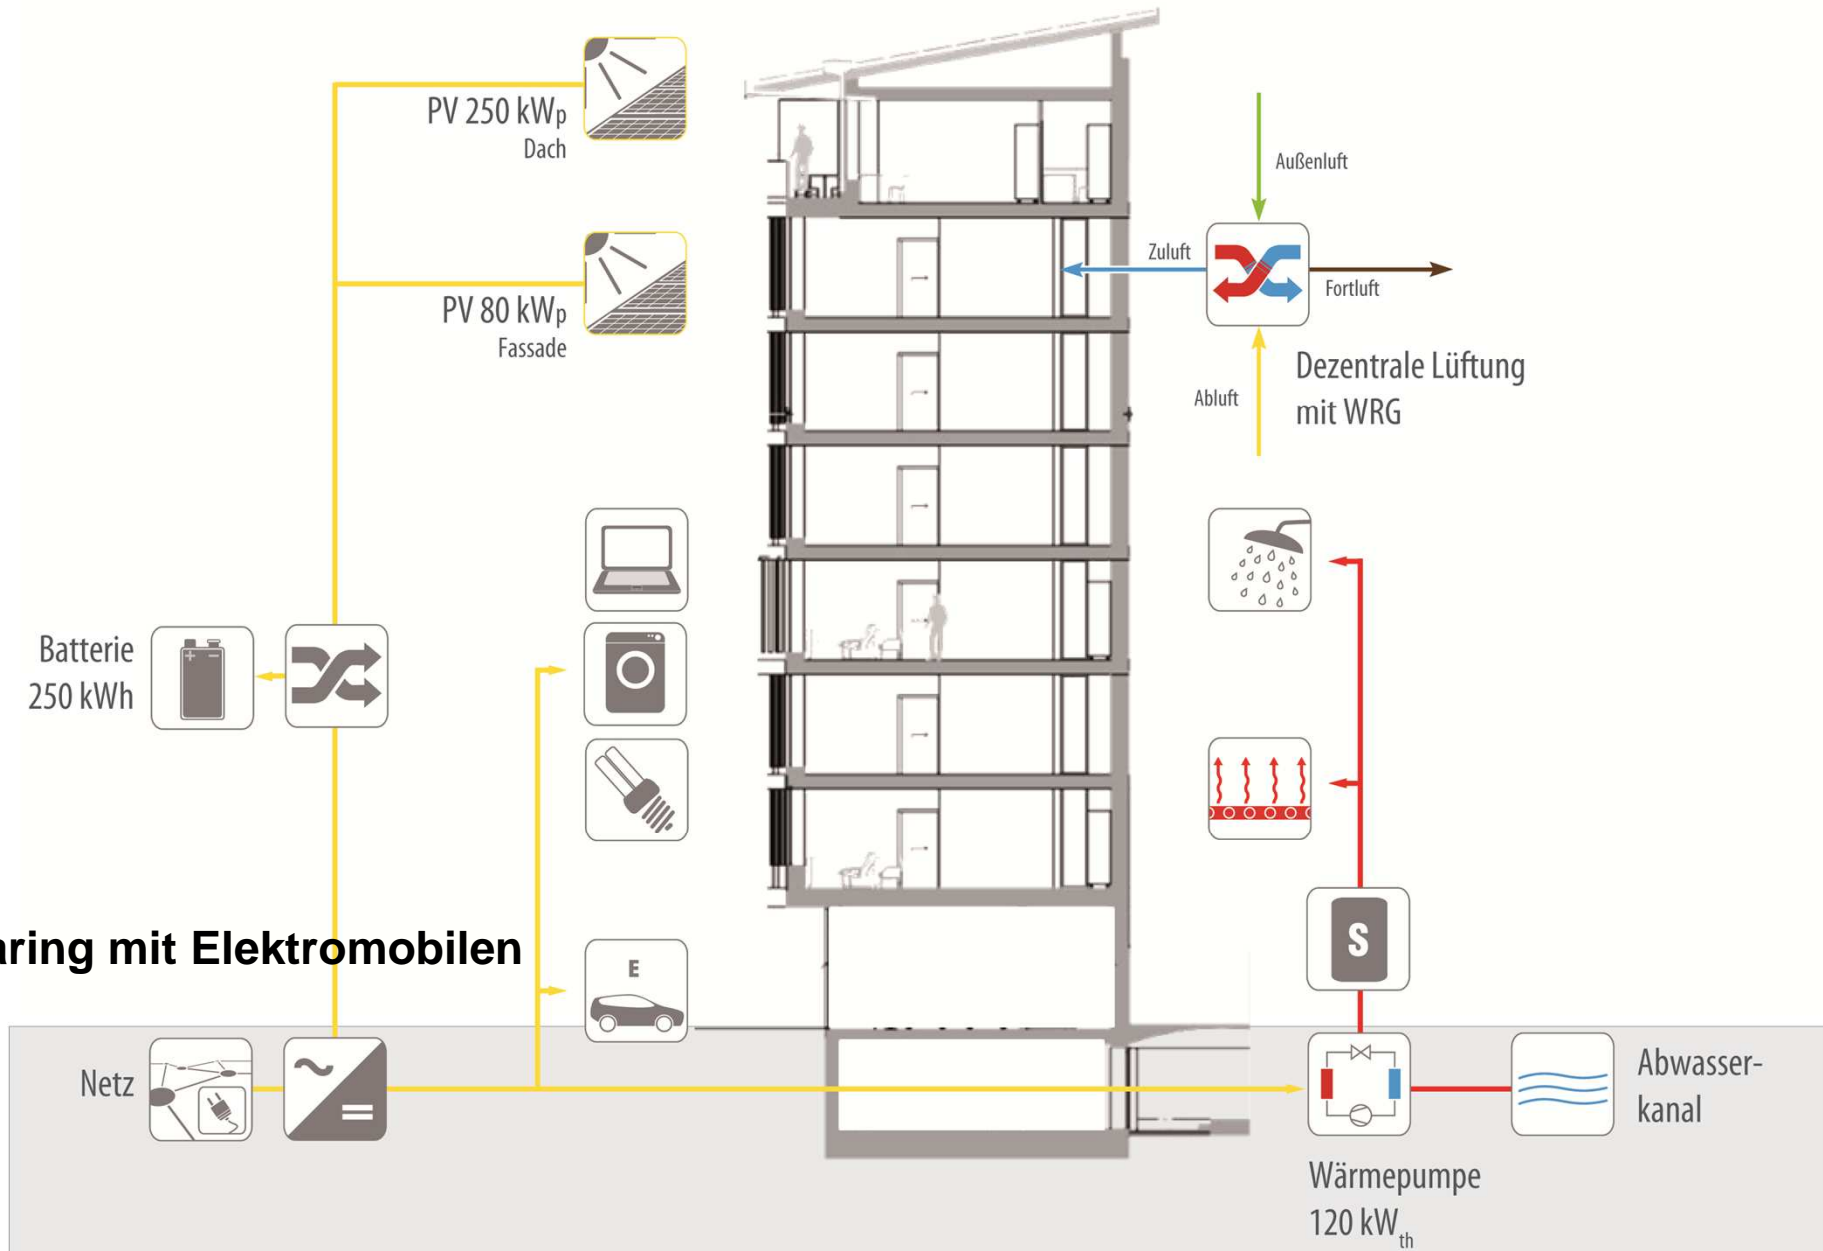 PV 250 kWp
Dach
PV 80 kWp
Fassade
Außenluft
Zuluft
Fortluft
Abluft
Dezentrale Lüftung
mit WRG
Batterie
250 kWh
aring mit Elektromobilen
E
S
Netz
Abwasser-
kanal
Wärmepumpe
120 kWth